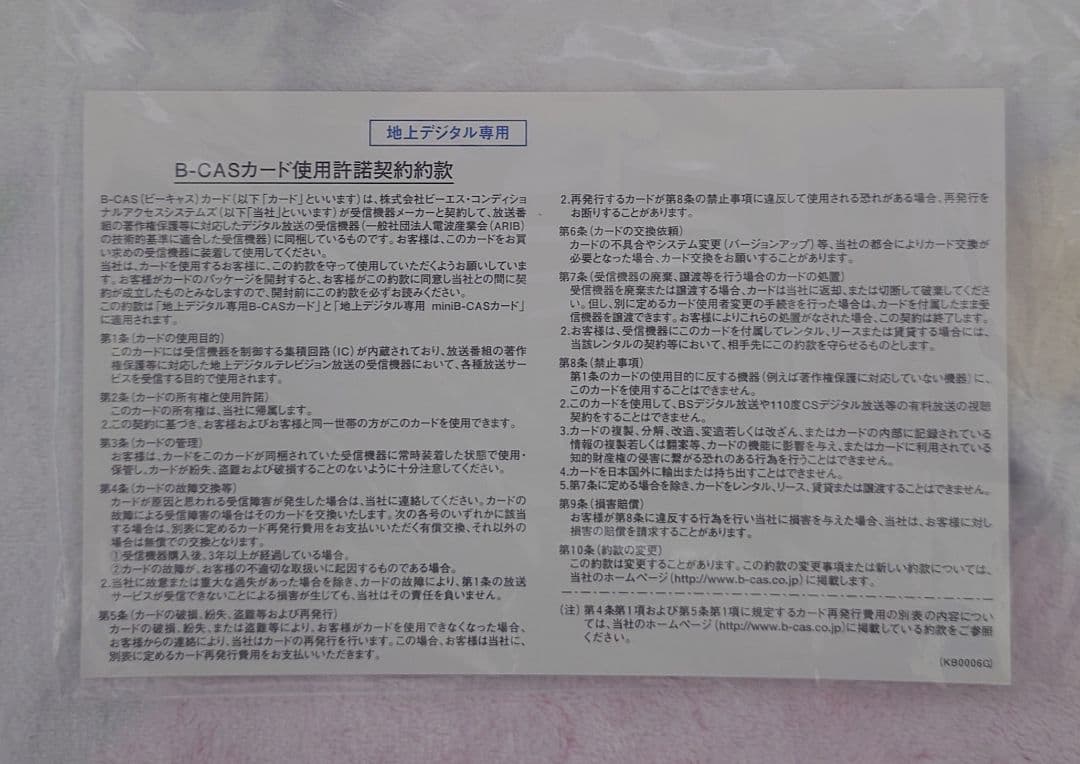 地上デジタル専用
B-CASカード使用許諾契約約款
B-CAS(ビーキャス)カード(以下「カード」といいます)は、株式会社ビーエス・コンディショ
ナルアクセスシステムズ(以下「当社」といいます)が受信機器メーカーと契約して、放送番
組の著作権保護等に対応したデジタル放送の受信機器(一般社団法人電波産業会(ARIB)
の技術的基準に適合した受信機器)に同梱しているものです。お客様は、このカードをお買
い求めの受信機器に装着して使用してください。
当社は、カードを使用するお客様に、この約款を守って使用していただくようお願いしていま
す。お客様がカードのパッケージを開封すると、お客様がこの約款に同意し当社との間に契
約が成立したものとみなしますので、開封前にこの約款を必ずお読みください。
この約款は「地上デジタル専用B-CASカード」と「地上デジタル専用 miniB-CASカード」
に適用されます。
第1条(カードの使用目的)
このカードには受信機器を制御する集積回路(IC)が内蔵されており、放送番組の著作
権保護等に対応した地上デジタルテレビジョン放送の受信機器において、各種放送サー
ビスを受信する目的で使用されます。
第2条(カードの所有権と使用許諾)
このカードの所有権は、当社に帰属します。
2.この契約に基づき、お客様およびお客様と同一世帯の方がこのカードを使用できます。
第3条(カードの管理)
お客様は、カードをこのカードが同梱されていた受信機器に常時装着した状態で使用・
保管し、カードが紛失、盗難および破損することのないように十分注意してください。
第4条(カードの故障交換等)
カードが原因と思われる受信障害が発生した場合は、当社に連絡してください。カードの
故障による受信障害の場合はそのカードを交換いたします。次の各号のいずれかに該当
する場合は、別表に定めるカード再発行費用をお支払いいただく有償交換、それ以外の
場合は無償での交換となります。
①受信機器購入後、3年以上が経過している場合。
②カードの故障が、お客様の不適切な取扱いに起因するものである場合。
2.当社に故意または重大な過失があった場合を除き、カードの故障により、第1条の放送
サービスが受信できないことによる損害が生じても、当社はその責任を負いません。
第5条(カードの破損、紛失、盗難等および再発行)
カードの破損、紛失、または盗難等により、お客様がカードを使用できなくなった場合、
お客様からの連絡により、当社はカードの再発行を行います。この場合、お客様は当社に、
別表に定めるカード再発行費用をお支払いいただきます。
2.再発行するカードが第8条の禁止事項に違反して使用される恐れがある場合、再発行を
お断りすることがあります。
第6条(カードの交換依頼)
カードの不具合やシステム変更(バージョンアップ)等、当社の都合によりカード交換が
必要となった場合、カード交換をお願いすることがあります。
第7条(受信機器の廃棄、譲渡等を行う場合のカードの処置)
受信機器を廃棄または譲渡する場合、カードは当社に返却、または切断して破棄してくださ
い。但し、別に定めるカード使用者変更の手続きを行った場合は、カードを付属したまま受
信機器を譲渡できます。お客様によりこれらの処置がなされた場合、この契約は終了します。
2.お客様は、受信機器にこのカードを付属してレンタル、リースまたは賃貸する場合には、
当該レンタルの契約等において、相手先にこの約款を守らせるものとします。
第8条(禁止事項)
第1条のカードの使用目的に反する機器(例えば著作権保護に対応していない機器)に、
このカードを使用することはできません。
2.このカードを使用して、BSデジタル放送や110度CSデジタル放送等の有料放送の視聴
契約をすることはできません。
3.カードの複製、分解、改造、変造若しくは改ざん、またはカードの内部に記録されている
情報の複製若しくは翻案等、カードの機能に影響を与え、またはカードに利用されている
知的財産権の侵害に繋がる恐れのある行為を行うことはできません。
4.カードを日本国外に輸出または持ち出すことはできません。
5.第7条に定める場合を除き、カードをレンタル、リース、賃貸または譲渡することはできません。
第9条(損害賠償)
お客様が第8条に違反する行為を行い当社に損害を与えた場合、当社は、お客様に対し
損害の賠償を請求することがあります。
第10条(約款の変更)
この約款は変更することがあります。この約款の変更事項または新しい約款については、
当社のホームページ(http://www.b-cas.co.jp)に掲載します。
(注)第4条第1項および第5条第1項に規定するカード再発行費用の別表の内容につい
ては、当社のホームページ(http://www.b-cas.co.jp)に掲載している約款をご参照
ください。
(KB0006G)